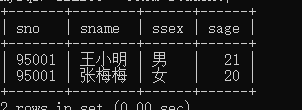 | sno | sname | ssex | sage |
| 95001 | 王小明 | 男 | 21 |
| 95001 | 张梅梅 | 女 | 20 |
2 rows in set (0.00 sec)